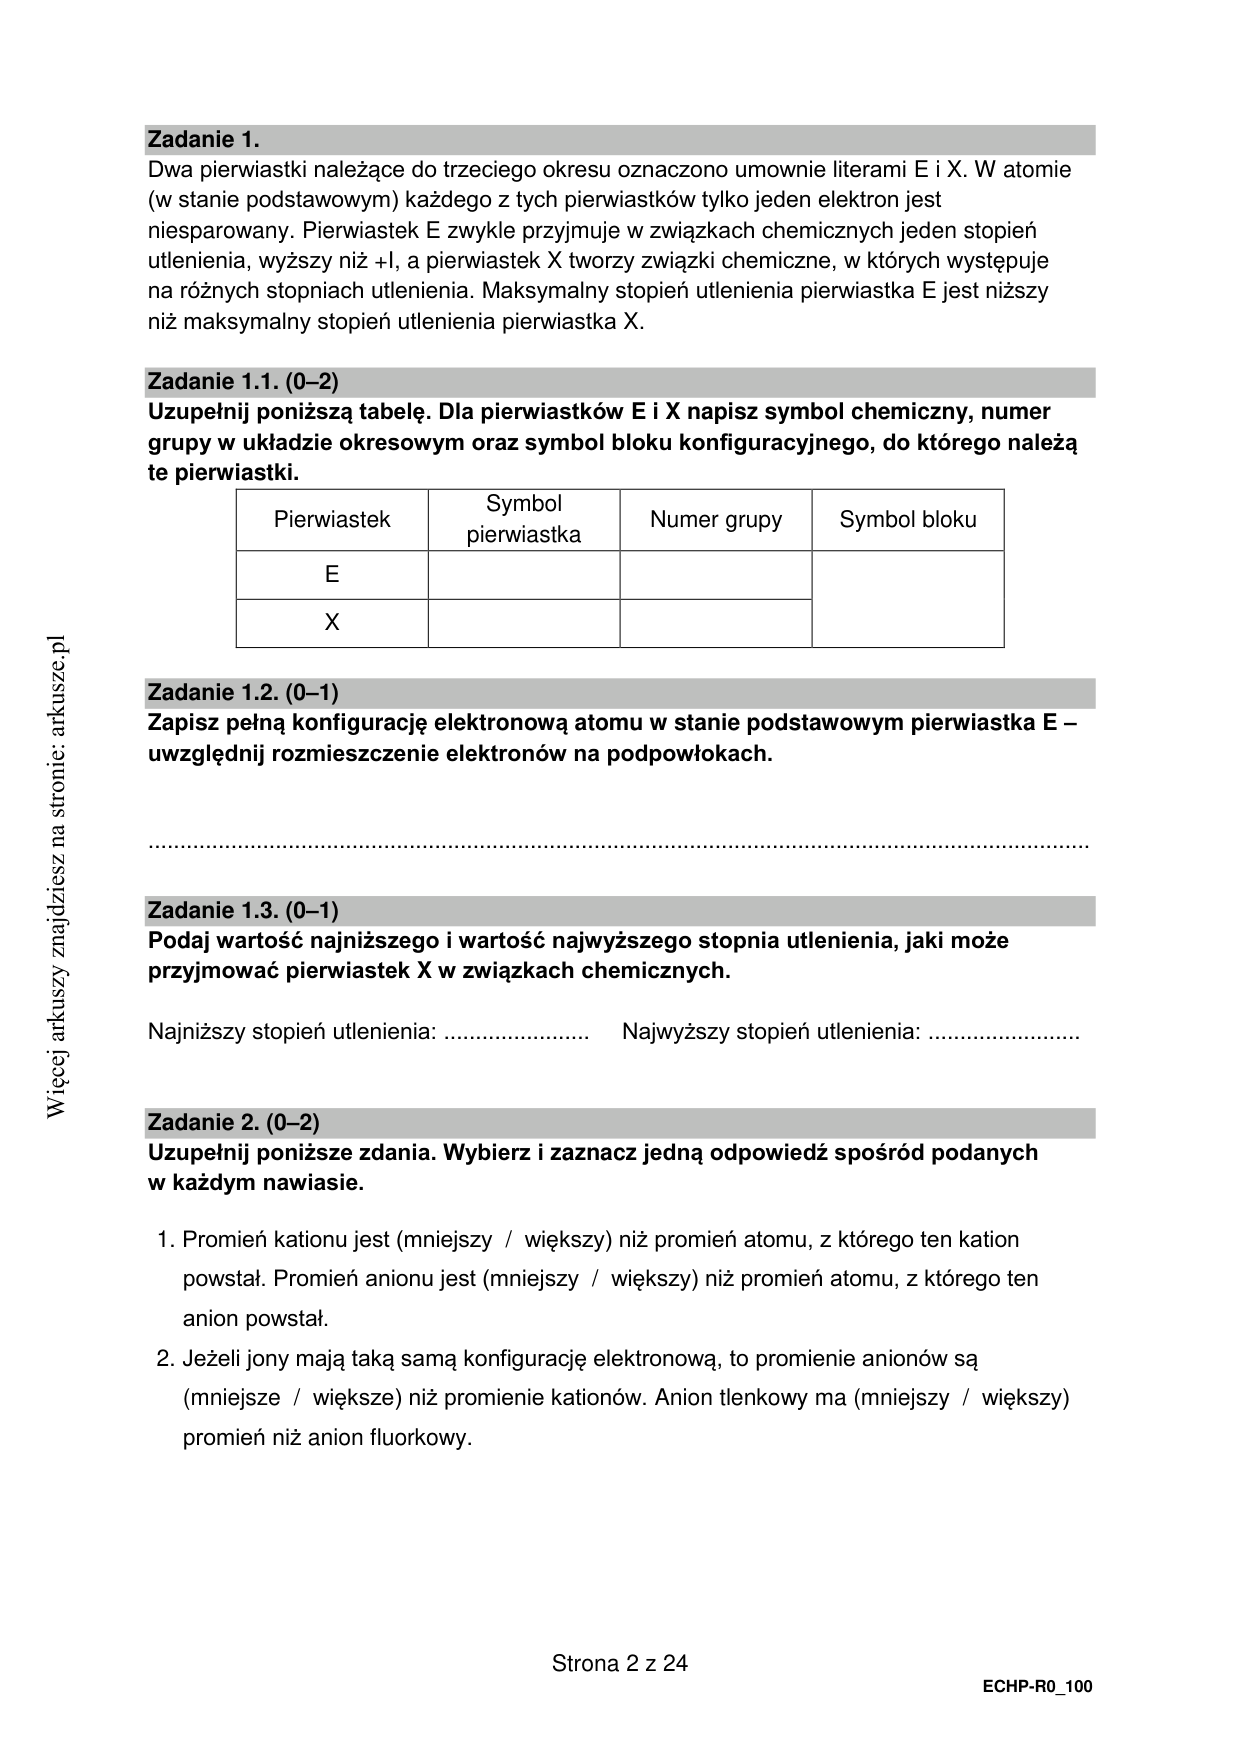 Zadanie 1.
Dwa pierwiastki należące do trzeciego okresu oznaczono umownie literami E i X. W atomie
(w stanie podstawowym) każdego z tych pierwiastków tylko jeden elektron jest
niesparowany. Pierwiastek E zwykle przyjmuje w związkach chemicznych jeden stopień
utlenienia, wyższy niż +I, a pierwiastek X tworzy związki chemiczne, w których występuje
na różnych stopniach utlenienia. Maksymalny stopień utlenienia pierwiastka E jest niższy
niż maksymalny stopień utlenienia pierwiastka X.
Zadanie 1.1. (0–2)
Uzupełnij poniższą tabelę. Dla pierwiastków E i X napisz symbol chemiczny, numer
grupy w układzie okresowym oraz symbol bloku konfiguracyjnego, do którego należą
te pierwiastki.
Pierwiastek Symbol pierwiastka Numer grupy Symbol bloku
E
X
Zadanie 1.2. (0–1)
Zapisz pełną konfigurację elektronową atomu w stanie podstawowym pierwiastka E –
uwzględnij rozmieszczenie elektronów na podpowłokach.
....................................................................................................................................................
Zadanie 1.3. (0–1)
Podaj wartość najniższego i wartość najwyższego stopnia utlenienia, jaki może
przyjmować pierwiastek X w związkach chemicznych.
Najniższy stopień utlenienia: ....................... Najwyższy stopień utlenienia: ........................
Zadanie 2. (0–2)
Uzupełnij poniższe zdania. Wybierz i zaznacz jedną odpowiedź spośród podanych
w każdym nawiasie.
1. Promień kationu jest (mniejszy / większy) niż promień atomu, z którego ten kation
powstał. Promień anionu jest (mniejszy / większy) niż promień atomu, z którego ten
anion powstał.
2. Jeżeli jony mają taką samą konfigurację elektronową, to promienie anionów są
(mniejsze / większe) niż promienie kationów. Anion tlenkowy ma (mniejszy / większy)
promień niż anion fluorkowy.
Strona 2 z 24
ECHP-R0_100
Więcej arkuszy znajdziesz na stronie: arkusze.pl